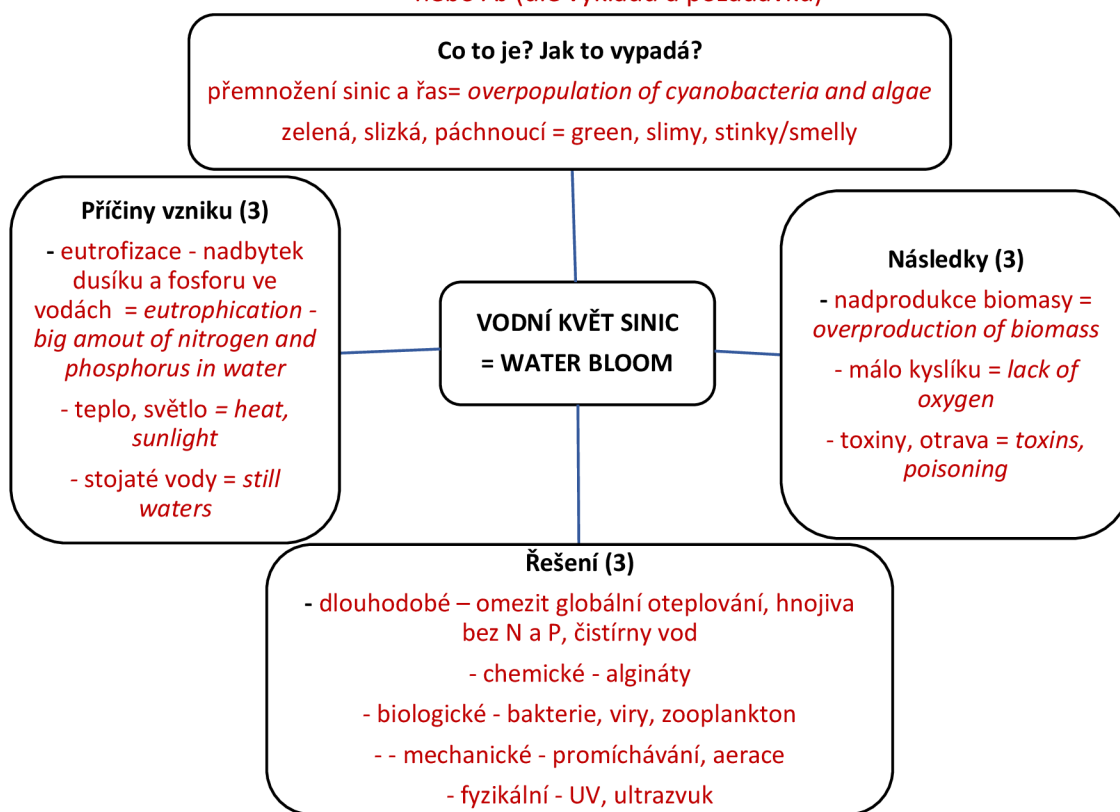 Co to je? Jak to vypadá?
přemnožení sinic a řas= overpopulation of cyanobacteria and algae
zelená, slizká, páchnoucí = green, slimy, stinky/smelly
Příčiny vzniku (3)
- eutrofizace - nadbytek
dusíku a fosforu ve
vodách = eutrophication -
big amout of nitrogen and
phosphorus in water
- teplo, světlo = heat,
sunlight
- stojaté vody = still
waters
VODNÍ KVĚT SINIC
= WATER BLOOM
Následky (3)
- nadprodukce biomasy =
overproduction of biomass
- málo kyslíku = lack of
oxygen
- toxiny, otrava = toxins,
poisoning
Řešení (3)
- dlouhodobé – omezit globální oteplování, hnojiva
bez N a P, čistírny vod
- chemické - algináty
- biologické - bakterie, viry, zooplankton
- - mechanické - promíchávání, aerace
- fyzikální - UV, ultrazvuk